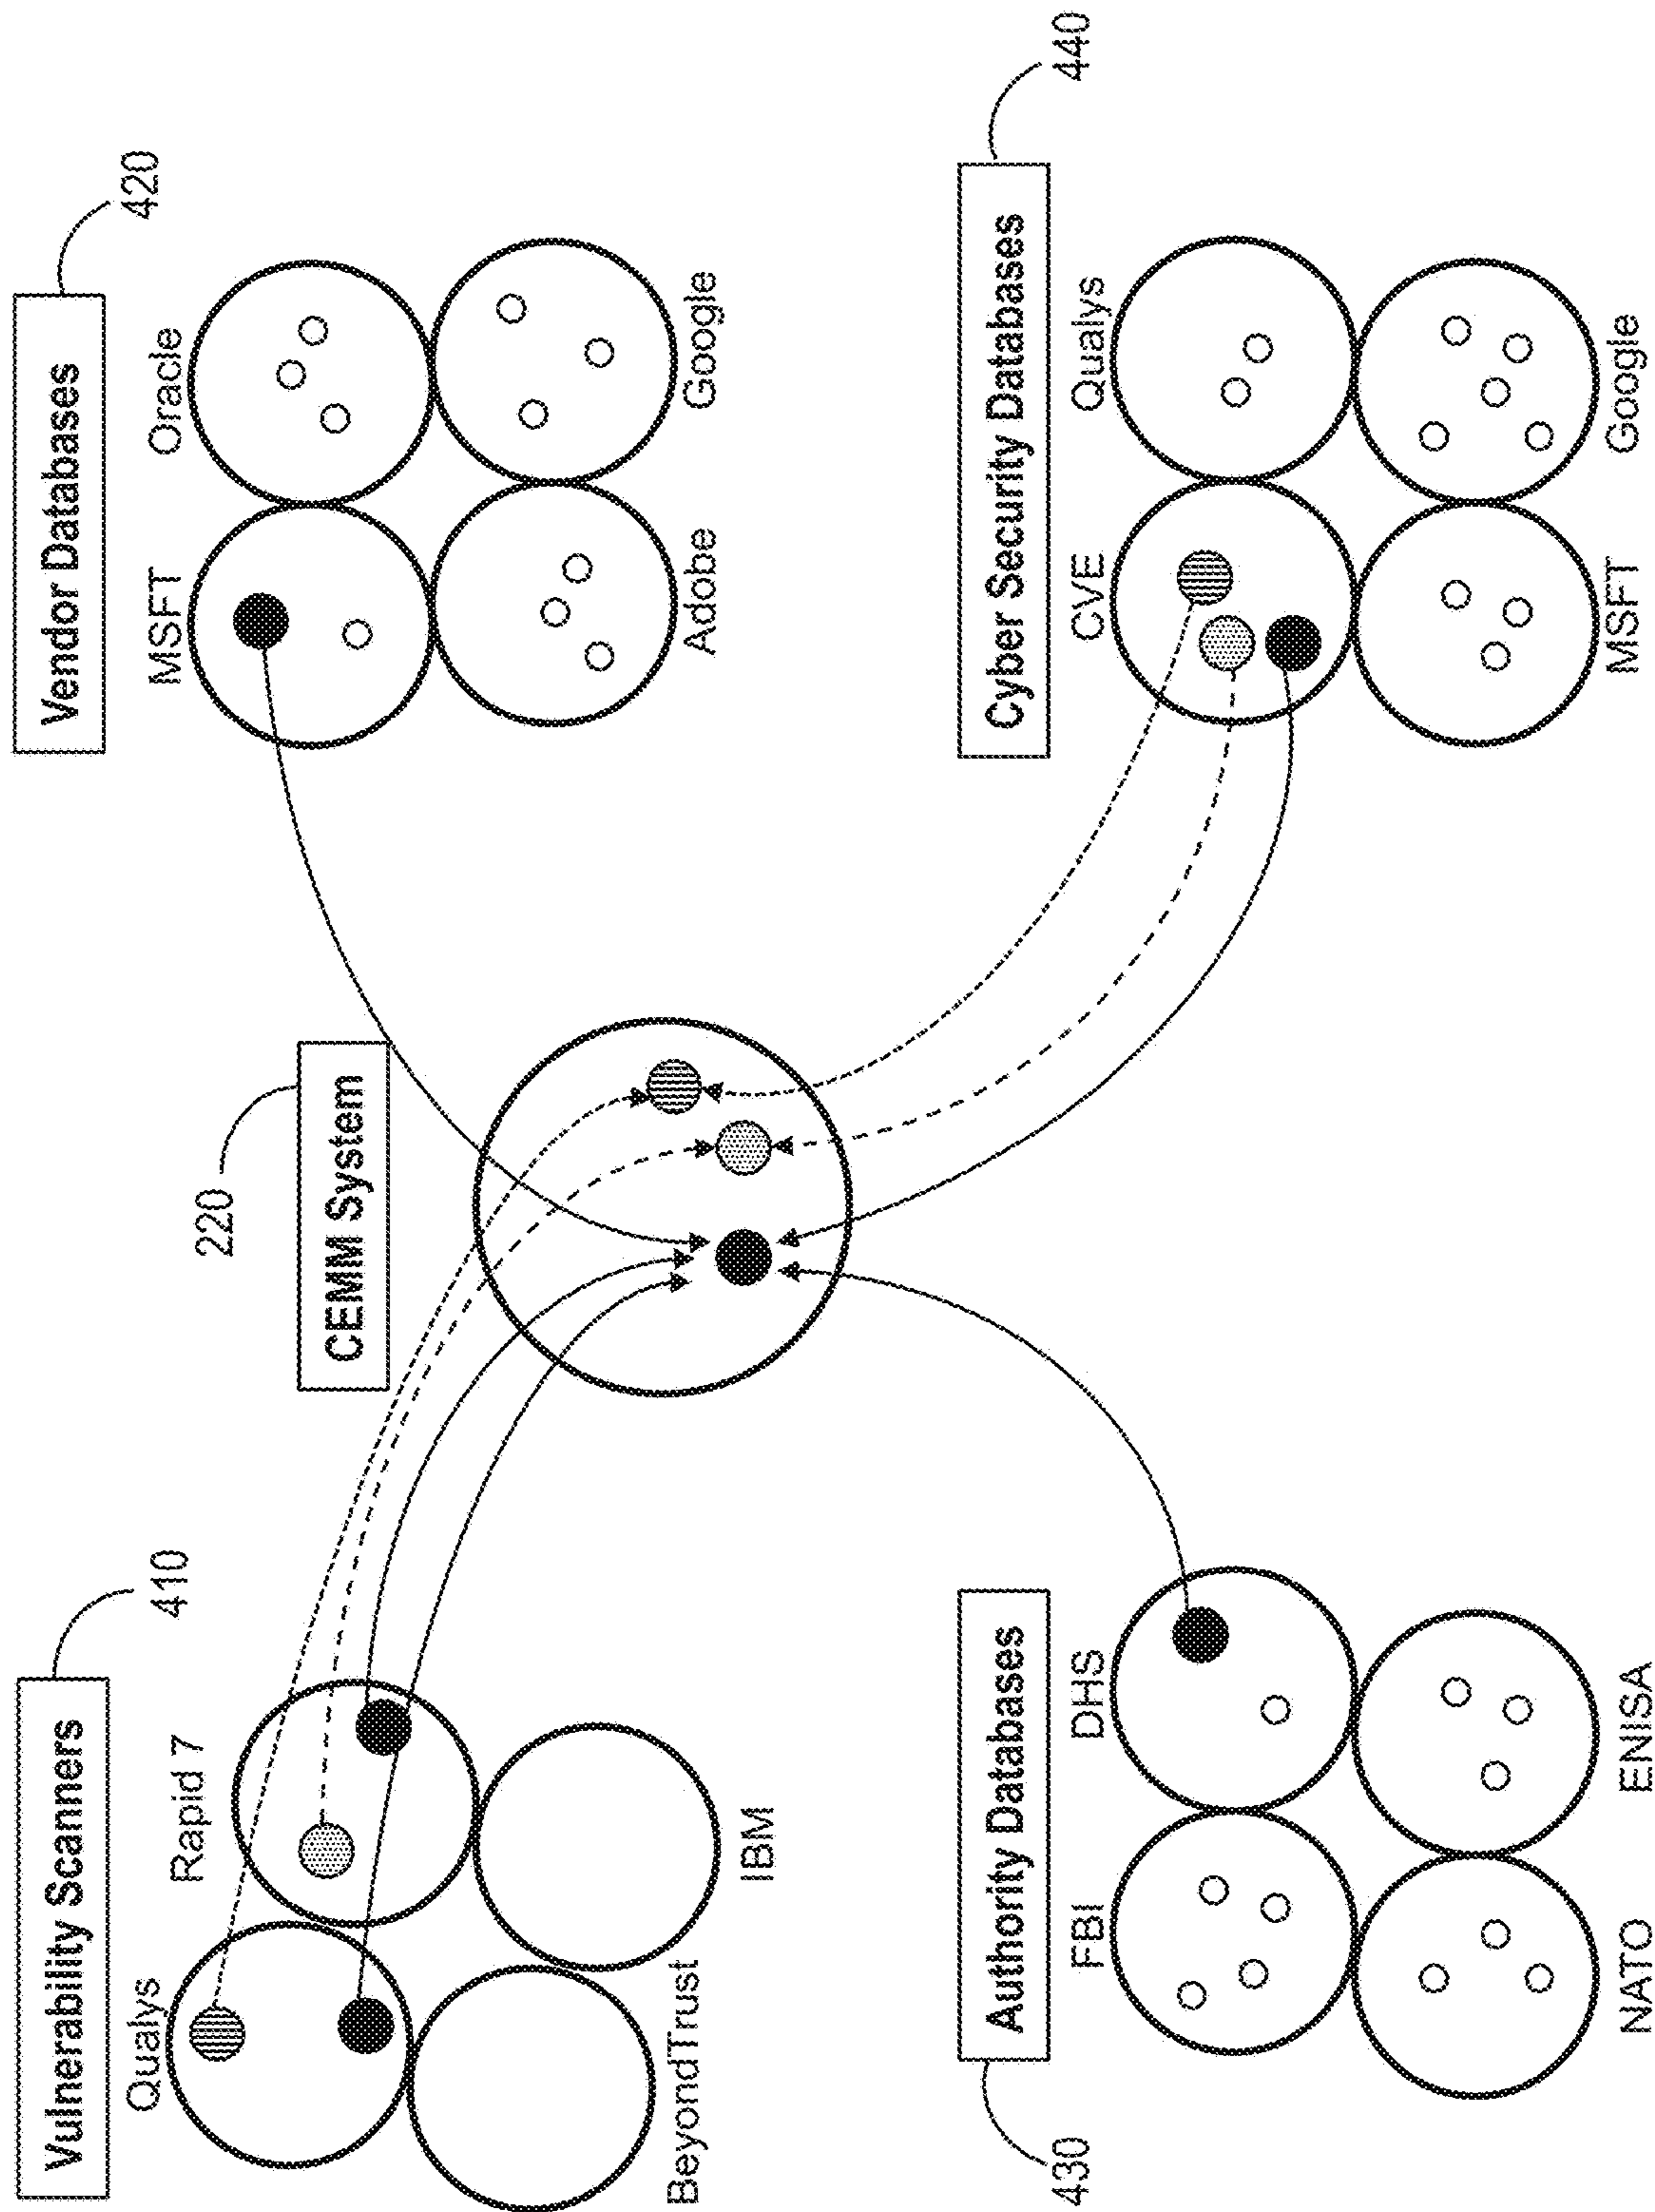 Vulnerability Scanners
410
Qualys
Rapid 7
BeyondTrust
IBM
220
CEMM System
Vendor Databases
420
MSFT
Oracle
Adobe
Google
Authority Databases
430
FBI
DHS
NATO
ENISA
Cyber Security Databases
440
CVE
Qualys
MSFT
Google